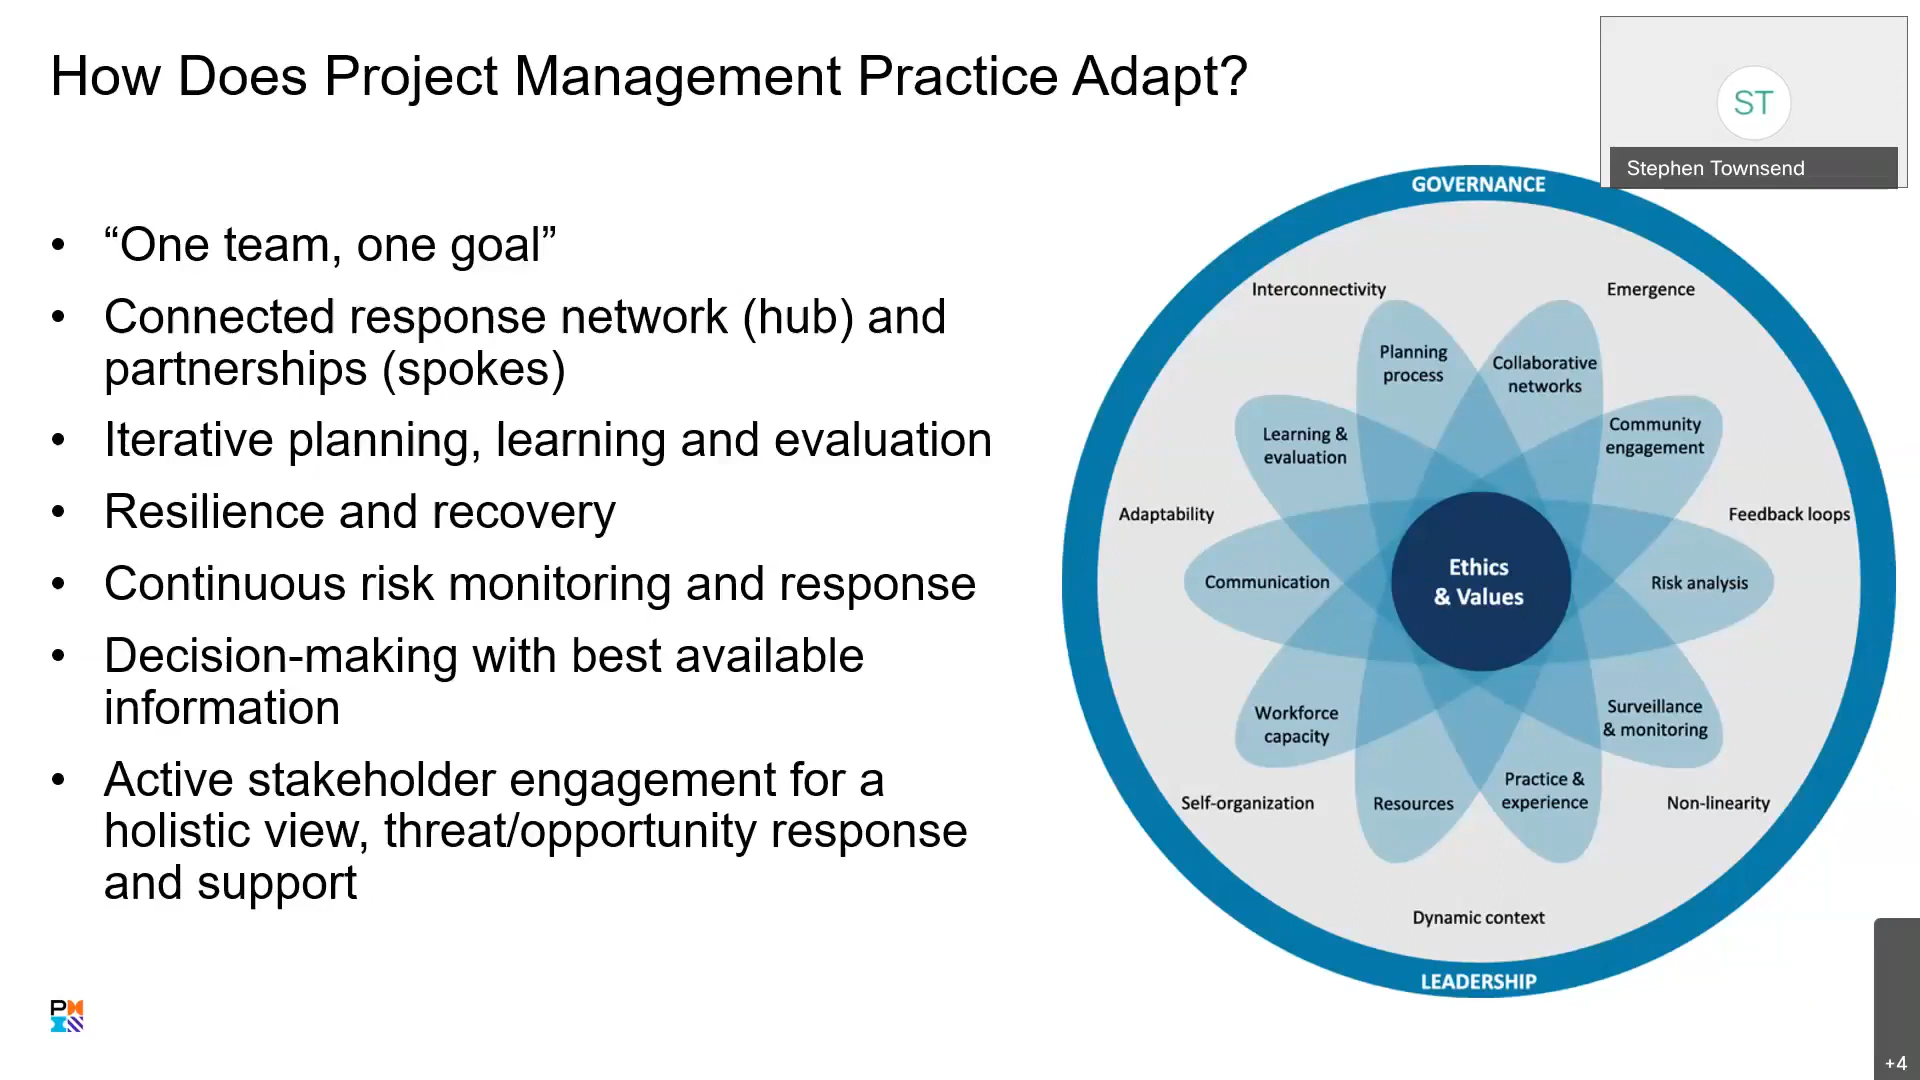 How Does Project Management Practice Adapt?
ST
Stephen Townsend
• “One team, one goal”
• Connected response network (hub) and
partnerships (spokes)
• Iterative planning, learning and evaluation
• Resilience and recovery
• Continuous risk monitoring and response
• Decision-making with best available
information
• Active stakeholder engagement for a
holistic view, threat/opportunity response
and support
GOVERNANCE
Interconnectivity
Emergence
Planning
process
Collaborative
networks
Learning &
evaluation
Community
engagement
Adaptability
Feedback loops
Communication
Ethics
& Values
Risk analysis
Workforce
capacity
Surveillance
& monitoring
Self-organization
Resources
Practice &
experience
Non-linearity
Dynamic context
LEADERSHIP
P
+4